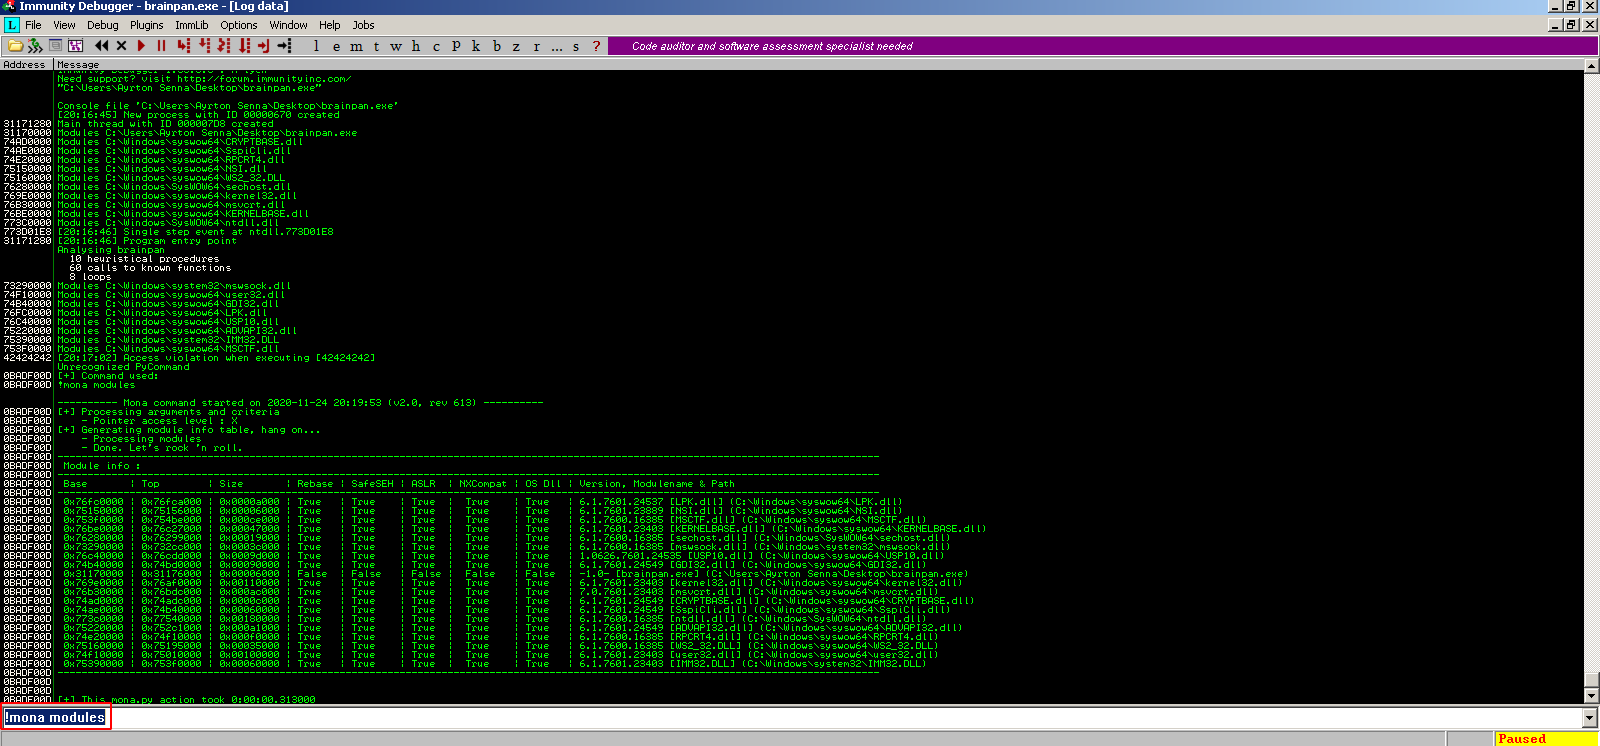 Immunity Debugger - brainpan.exe - [Log data]
File View Debug Plugins ImmLib Options Window Help Jobs
l e m t w h c p k b z r ... s ? Code auditor and software assessment specialist needed
Address Message
Need support? visit http://forum.immunityinc.com/
"C:\Users\Ayrton Senna\Desktop\brainpan.exe"
Console file 'C:\Users\Ayrton Senna\Desktop\brainpan.exe'
[20:16:45] New process with ID 00000670 created
31171280 Main thread with ID 000007D8 created
31170000 Modules C:\Users\Ayrton Senna\Desktop\brainpan.exe
74AD0000 Modules C:\Windows\syswow64\CRYPTBASE.dll
74AE0000 Modules C:\Windows\syswow64\SspiCli.dll
74E20000 Modules C:\Windows\syswow64\RPCRT4.dll
75150000 Modules C:\Windows\syswow64\NSI.dll
75160000 Modules C:\Windows\syswow64\WS2_32.DLL
76280000 Modules C:\Windows\SysWOW64\sechost.dll
769E0000 Modules C:\Windows\syswow64\kernel32.dll
76B30000 Modules C:\Windows\syswow64\msvcrt.dll
76BE0000 Modules C:\Windows\syswow64\KERNELBASE.dll
773C0000 Modules C:\Windows\SysWOW64\ntdll.dll
773D01E8 [20:16:46] Single step event at ntdll.773D01E8
31171280 [20:16:46] Program entry point
Analysing brainpan
10 heuristical procedures
60 calls to known functions
8 loops
73290000 Modules C:\Windows\system32\mswsock.dll
74F10000 Modules C:\Windows\syswow64\user32.dll
74B40000 Modules C:\Windows\syswow64\GDI32.dll
76FC0000 Modules C:\Windows\syswow64\LPK.dll
76C40000 Modules C:\Windows\syswow64\USP10.dll
75220000 Modules C:\Windows\syswow64\ADVAPI32.dll
75390000 Modules C:\Windows\system32\IMM32.DLL
753F0000 Modules C:\Windows\syswow64\MSCTF.dll
42424242 [20:17:02] Access violation when executing [42424242]
Unrecognized PyCommand
0BADF00D [+] Command used:
0BADF00D !mona modules
---------- Mona command started on 2020-11-24 20:19:53 (v2.0, rev 613) ----------
0BADF00D [+] Processing arguments and criteria
0BADF00D - Pointer access level : X
0BADF00D [+] Generating module info table, hang on...
0BADF00D - Processing modules
0BADF00D - Done. Let's rock 'n roll.
0BADF00D ----------
0BADF00D Module info :
0BADF00D ----------
0BADF00D Base | Top | Size | Rebase | SafeSEH | ASLR | NXCompat | OS Dll | Version, Modulename & Path
0BADF00D ----------
0BADF00D 0x76fc0000 | 0x76fca000 | 0x0000a000 | True | True | True | True | True | 6.1.7601.24537 [LPK.dll] (C:\Windows\syswow64\LPK.dll)
0BADF00D 0x75150000 | 0x75156000 | 0x00006000 | True | True | True | True | True | 6.1.7601.23889 [NSI.dll] (C:\Windows\syswow64\NSI.dll)
0BADF00D 0x753f0000 | 0x754be000 | 0x000ce000 | True | True | True | True | True | 6.1.7600.16385 [MSCTF.dll] (C:\Windows\syswow64\MSCTF.dll)
0BADF00D 0x76be0000 | 0x76c27000 | 0x00047000 | True | True | True | True | True | 6.1.7601.23403 [KERNELBASE.dll] (C:\Windows\syswow64\KERNELBASE.dll)
0BADF00D 0x76280000 | 0x76299000 | 0x00019000 | True | True | True | True | True | 6.1.7600.16385 [sechost.dll] (C:\Windows\SysWOW64\sechost.dll)
0BADF00D 0x73290000 | 0x732cc000 | 0x0003c000 | True | True | True | True | True | 6.1.7600.16385 [mswsock.dll] (C:\Windows\system32\mswsock.dll)
0BADF00D 0x76c40000 | 0x76cdd000 | 0x0009d000 | True | True | True | True | True | 1.0626.7601.24535 [USP10.dll] (C:\Windows\syswow64\USP10.dll)
0BADF00D 0x74b40000 | 0x74bd0000 | 0x00090000 | True | True | True | True | True | 6.1.7601.24549 [GDI32.dll] (C:\Windows\syswow64\GDI32.dll)
0BADF00D 0x31170000 | 0x31176000 | 0x00006000 | False | False | False | False | False | -1.0- [brainpan.exe] (C:\Users\Ayrton Senna\Desktop\brainpan.exe)
0BADF00D 0x769e0000 | 0x76af0000 | 0x00110000 | True | True | True | True | True | 6.1.7601.23403 [kernel32.dll] (C:\Windows\syswow64\kernel32.dll)
0BADF00D 0x76b30000 | 0x76bdc000 | 0x000ac000 | True | True | True | True | True | 7.0.7601.23403 [msvcrt.dll] (C:\Windows\syswow64\msvcrt.dll)
0BADF00D 0x74ad0000 | 0x74adc000 | 0x0000c000 | True | True | True | True | True | 6.1.7601.24549 [CRYPTBASE.dll] (C:\Windows\syswow64\CRYPTBASE.dll)
0BADF00D 0x74ae0000 | 0x74b40000 | 0x00060000 | True | True | True | True | True | 6.1.7601.24549 [SspiCli.dll] (C:\Windows\syswow64\SspiCli.dll)
0BADF00D 0x773c0000 | 0x77540000 | 0x00180000 | True | True | True | True | True | 6.1.7600.16385 [ntdll.dll] (C:\Windows\SysWOW64\ntdll.dll)
0BADF00D 0x75220000 | 0x752c1000 | 0x000a1000 | True | True | True | True | True | 6.1.7601.24549 [ADVAPI32.dll] (C:\Windows\syswow64\ADVAPI32.dll)
0BADF00D 0x74e20000 | 0x74f10000 | 0x000f0000 | True | True | True | True | True | 6.1.7600.16385 [RPCRT4.dll] (C:\Windows\syswow64\RPCRT4.dll)
0BADF00D 0x75160000 | 0x75195000 | 0x00035000 | True | True | True | True | True | 6.1.7600.16385 [WS2_32.DLL] (C:\Windows\syswow64\WS2_32.DLL)
0BADF00D 0x74f10000 | 0x75010000 | 0x00100000 | True | True | True | True | True | 6.1.7601.23403 [user32.dll] (C:\Windows\syswow64\user32.dll)
0BADF00D 0x75390000 | 0x753f0000 | 0x00060000 | True | True | True | True | True | 6.1.7601.23403 [IMM32.DLL] (C:\Windows\system32\IMM32.DLL)
0BADF00D ----------
0BADF00D
0BADF00D
0BADF00D [+] This mona.py action took 0:00:00.313000
!mona modules
Paused